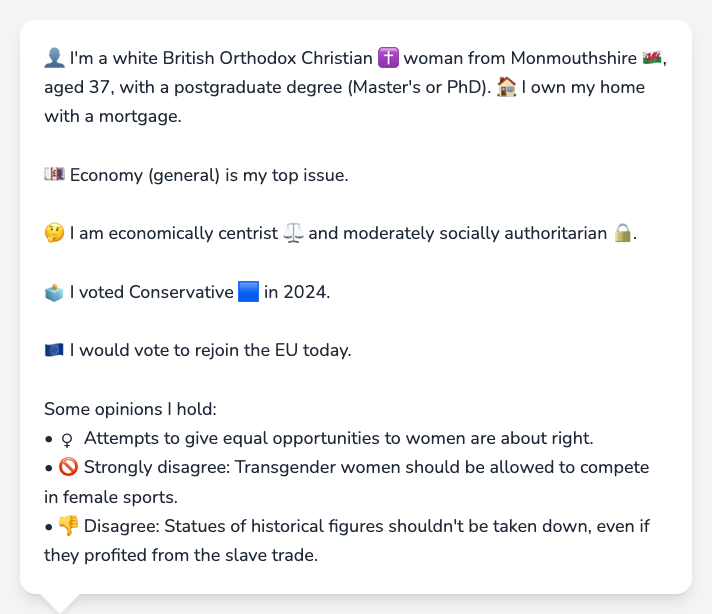 👤 I'm a white British Orthodox Christian ✝️ woman from Monmouthshire 🏴󠁧󠁢󠁷󠁬󠁳󠁿,
aged 37, with a postgraduate degree (Master's or PhD). 🏠 I own my home
with a mortgage.
💷 Economy (general) is my top issue.
🤔 I am economically centrist ⚖️ and moderately socially authoritarian 🔒.
🗳️ I voted Conservative 🟦 in 2024.
🇪🇺 I would vote to rejoin the EU today.
Some opinions I hold:
• ♀ Attempts to give equal opportunities to women are about right.
• 🚫 Strongly disagree: Transgender women should be allowed to compete
in female sports.
• 👎 Disagree: Statues of historical figures shouldn't be taken down, even if
they profited from the slave trade.